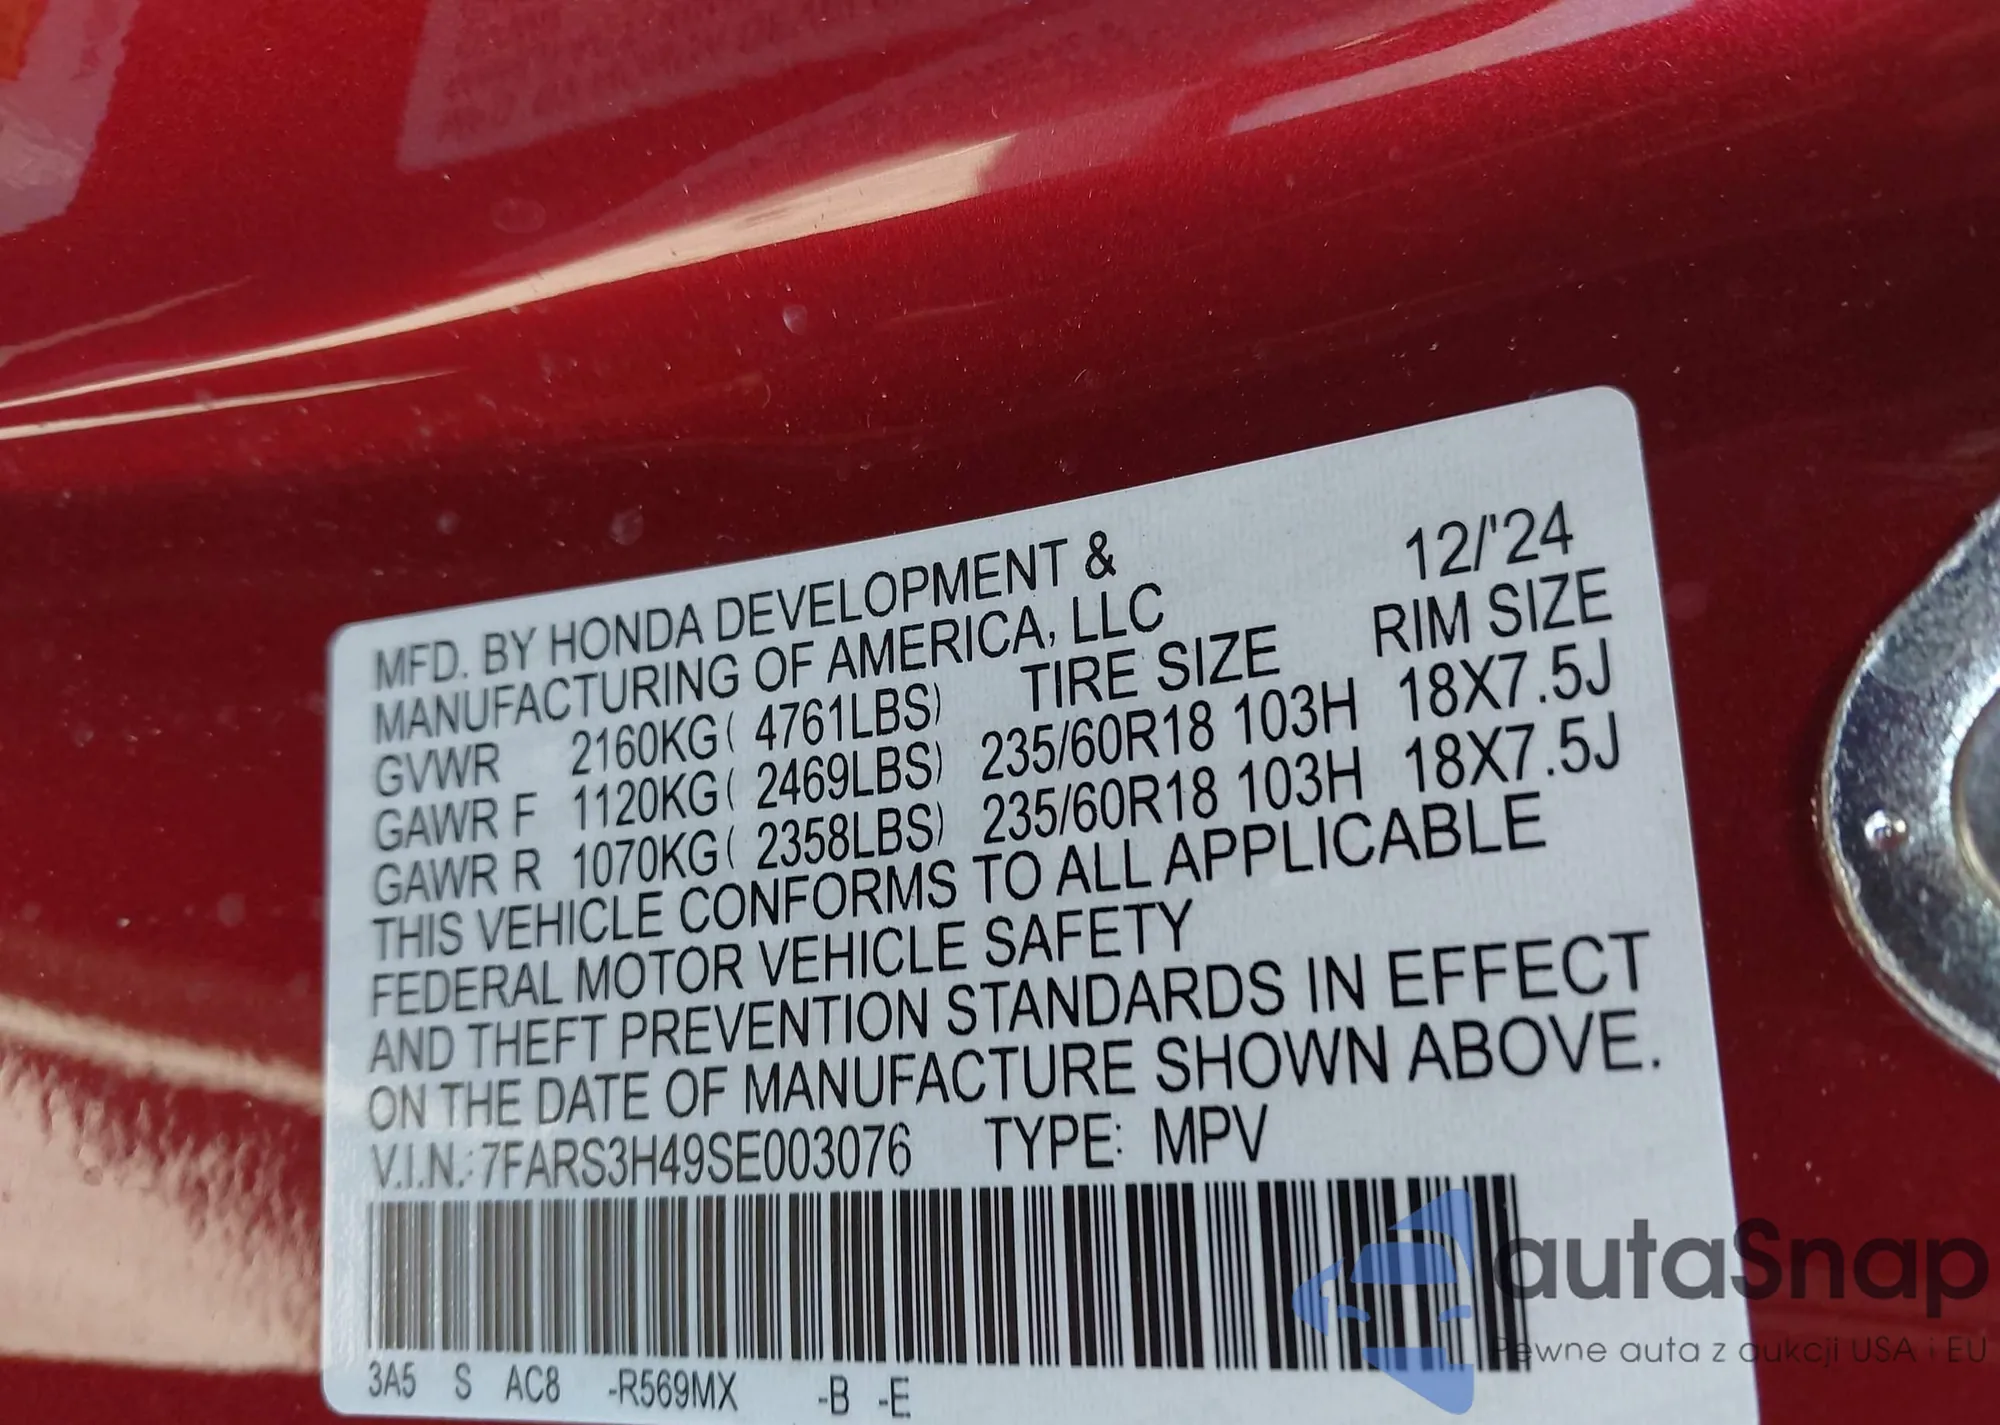 MFD. BY HONDA DEVELOPMENT & 12/'24
MANUFACTURING OF AMERICA, LLC
TIRE SIZE RIM SIZE
GVWR 2160KG( 4761LBS)
GAWR F 1120KG( 2469LBS) 235/60R18 103H 18X7.5J
GAWR R 1070KG( 2358LBS) 235/60R18 103H 18X7.5J
THIS VEHICLE CONFORMS TO ALL APPLICABLE
FEDERAL MOTOR VEHICLE SAFETY
AND THEFT PREVENTION STANDARDS IN EFFECT
ON THE DATE OF MANUFACTURE SHOWN ABOVE.
V.I.N.:7FARS3H49SE003076 TYPE: MPV
3A5 S AC8 -R569MX -B -E
autaSnap
Pewne auta z aukcji USA i EU